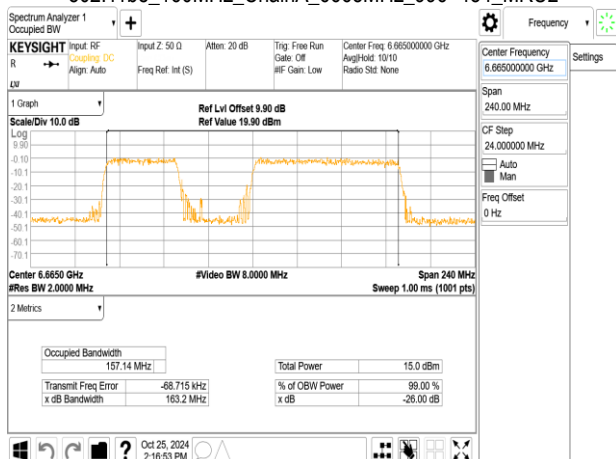 Spectrum Analyzer 1
Occupied BW
Frequency
KEYSIGHT
R
Input: RF
Coupling: DC
Align: Auto
Input Z: 50 Ω
Freq Ref: Int (S)
Atten: 20 dB
Trig: Free Run
Gate: Off
#IF Gain: Low
Center Freq: 6.665000000 GHz
Avg|Hold: 10/10
Radio Std: None
Center Frequency
6.665000000 GHz
Settings
Span
240.00 MHz
CF Step
24.000000 MHz
Auto
Man
Freq Offset
0 Hz
1 Graph
Scale/Div 10.0 dB
Ref Lvl Offset 9.90 dB
Ref Value 19.90 dBm
Log
9.90
-0.10
-10.1
-20.1
-30.1
-40.1
-50.1
-60.1
-70.1
Center 6.6650 GHz
#Res BW 2.0000 MHz
#Video BW 8.0000 MHz
Span 240 MHz
Sweep 1.00 ms (1001 pts)
2 Metrics
Occupied Bandwidth
157.14 MHz
Total Power 15.0 dBm
Transmit Freq Error -68.715 kHz
% of OBW Power 99.00 %
x dB Bandwidth 163.2 MHz
x dB -26.00 dB
?
Oct 25, 2024
2:16:53 PM